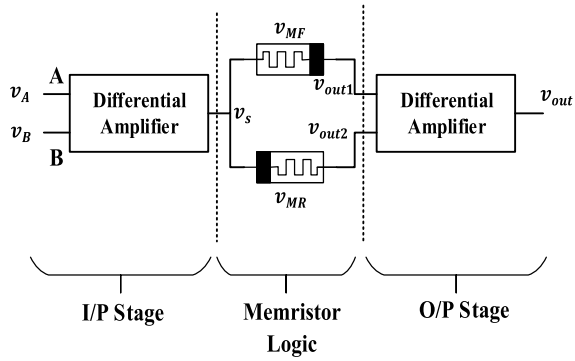 v_MF
A
v_A
Differential
Amplifier
v_B
B
v_s
v_out1
v_out2
v_MR
Differential
Amplifier
v_out
I/P Stage
Memristor
Logic
O/P Stage